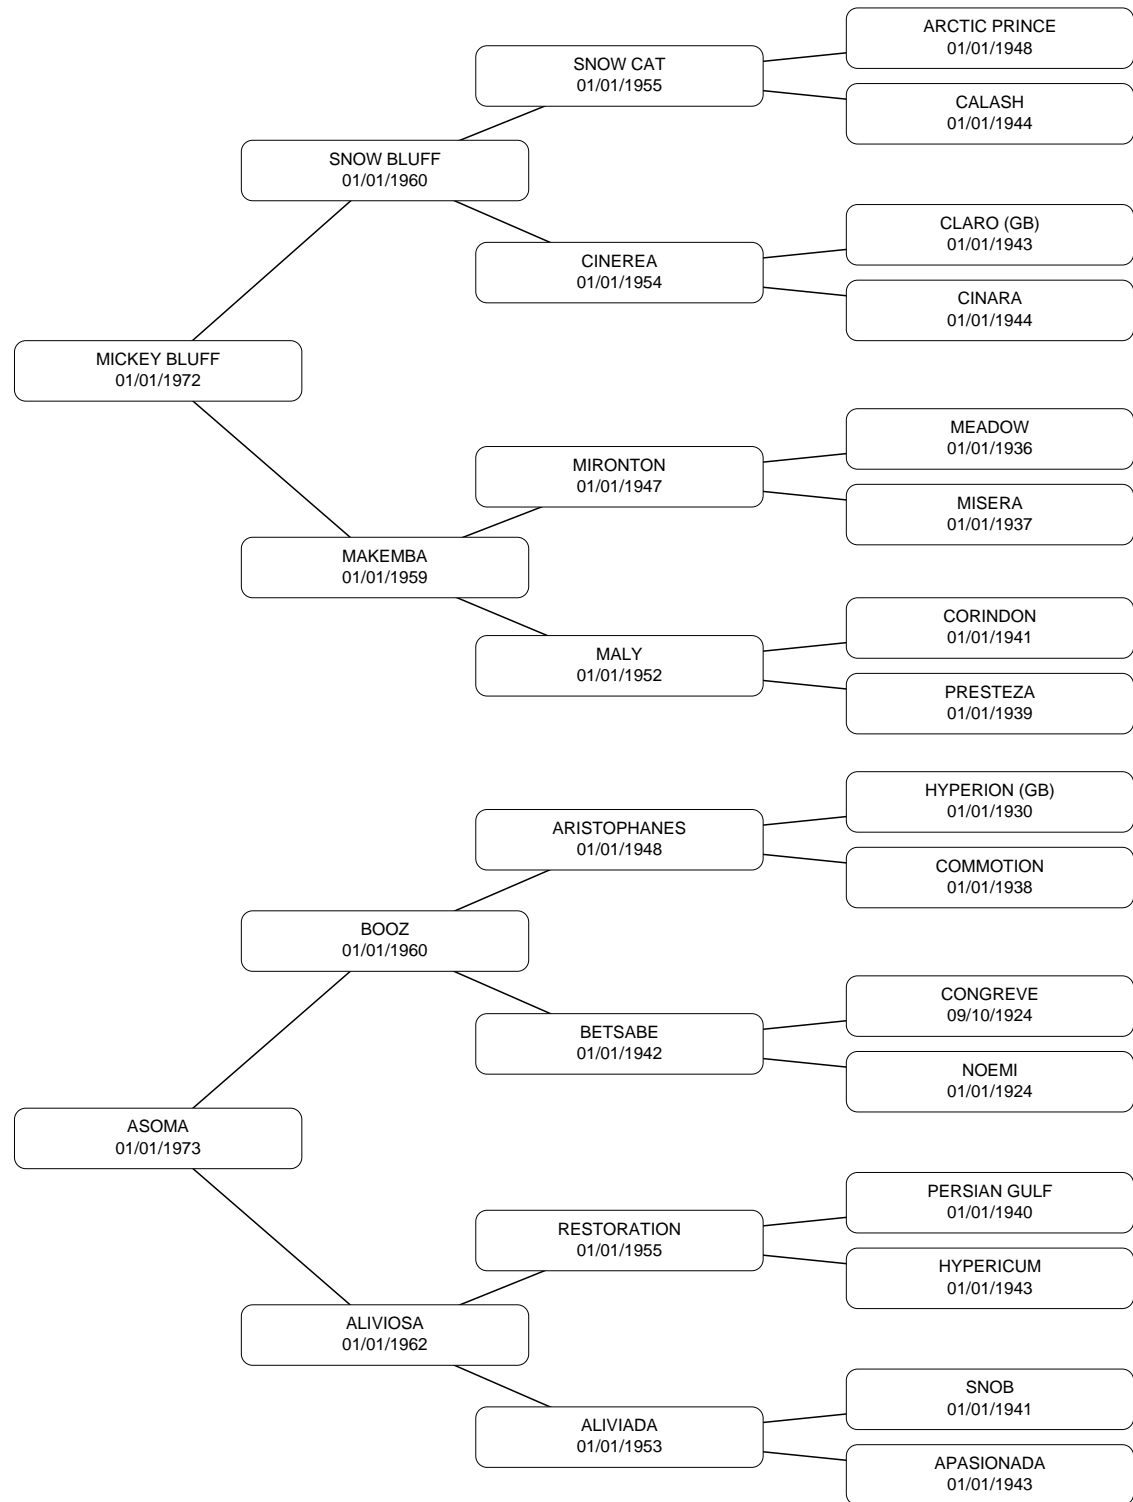 ARCTIC PRINCE
01/01/1948
SNOW CAT
01/01/1955
CALASH
01/01/1944
SNOW BLUFF
01/01/1960
CLARO (GB)
01/01/1943
CINEREA
01/01/1954
CINARA
01/01/1944
MICKEY BLUFF
01/01/1972
MEADOW
01/01/1936
MIRONTON
01/01/1947
MISERA
01/01/1937
MAKEMBA
01/01/1959
CORINDON
01/01/1941
MALY
01/01/1952
PRESTEZA
01/01/1939
HYPERION (GB)
01/01/1930
ARISTOPHANES
01/01/1948
COMMOTION
01/01/1938
BOOZ
01/01/1960
CONGREVE
09/10/1924
BETSABE
01/01/1942
NOEMI
01/01/1924
ASOMA
01/01/1973
PERSIAN GULF
01/01/1940
RESTORATION
01/01/1955
HYPERICUM
01/01/1943
ALIVIOSA
01/01/1962
SNOB
01/01/1941
ALIVIADA
01/01/1953
APASIONADA
01/01/1943